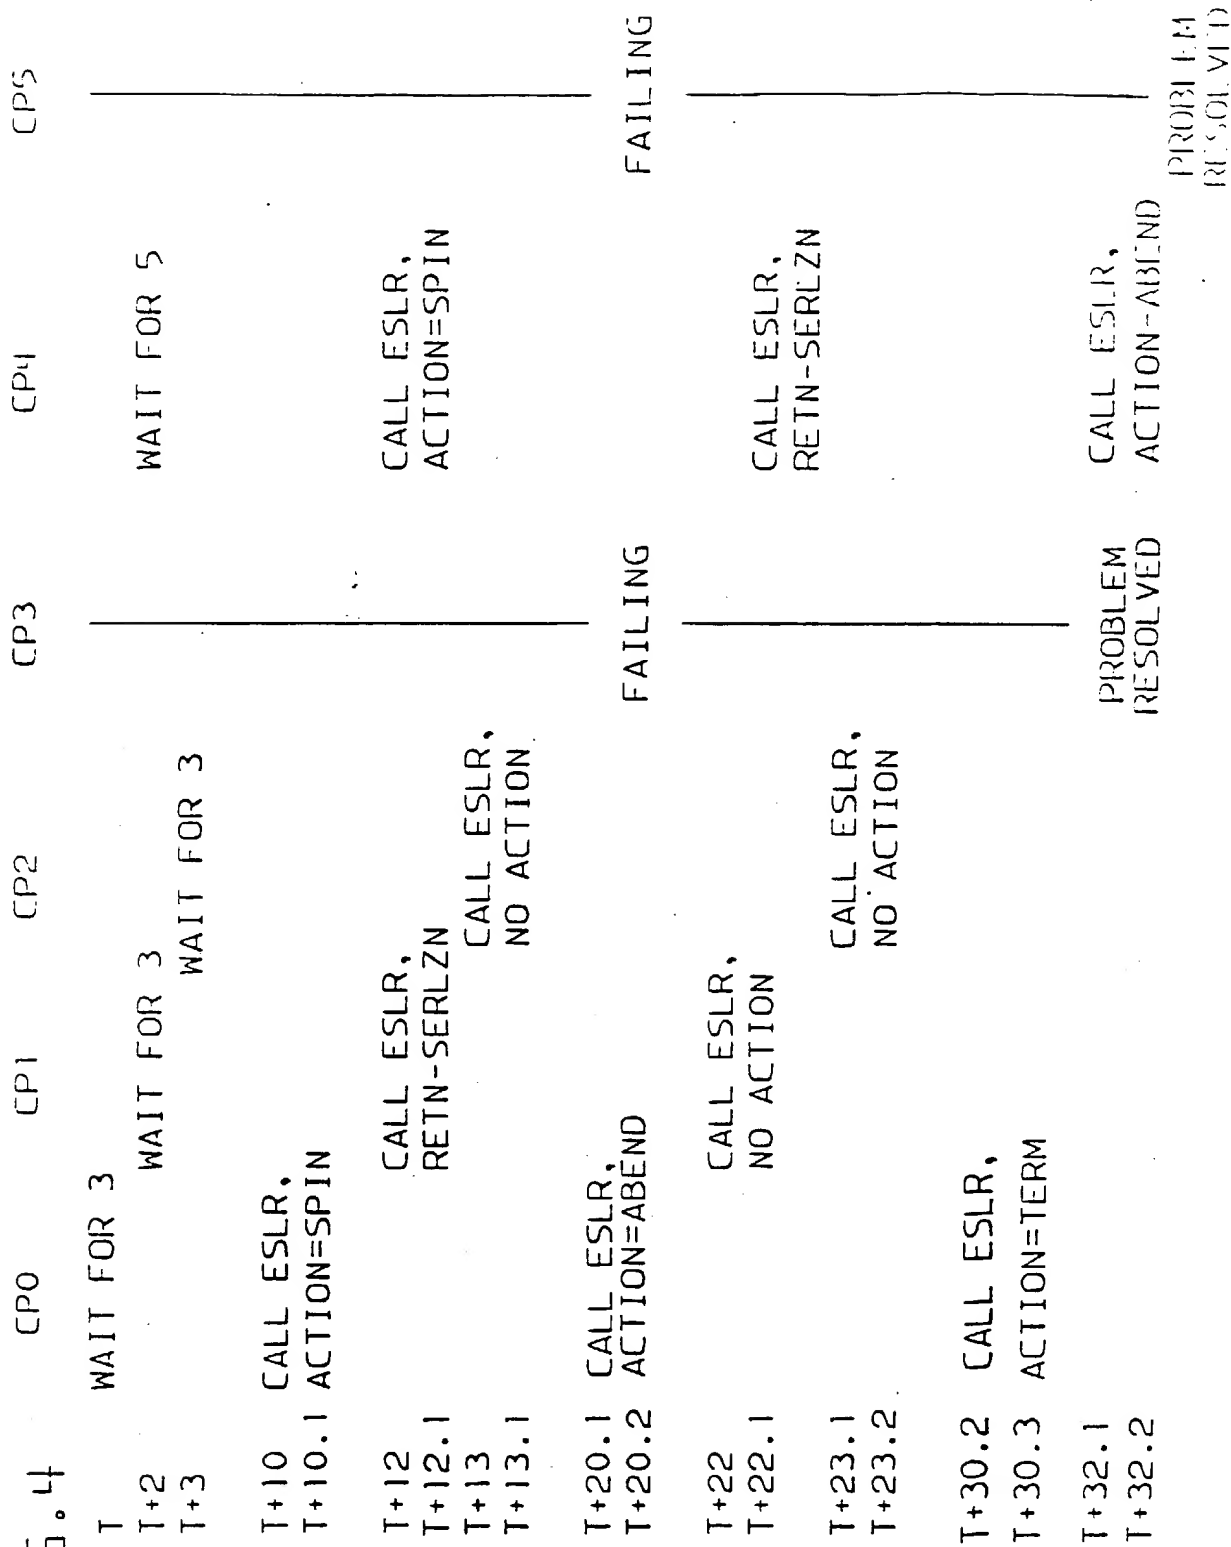 CP0 CP1 CP2 CP3 CP4 CP5
T WAIT FOR 3
T+2 WAIT FOR 3 WAIT FOR 5
T+3 WAIT FOR 3
T+10 CALL ESLR,
T+10.1 ACTION=SPIN
T+12 CALL ESLR, CALL ESLR,
T+12.1 RETN-SERLZN ACTION=SPIN
T+13 CALL ESLR,
T+13.1 NO ACTION
T+20.1 CALL ESLR,
T+20.2 ACTION=ABEND FAILING FAILING
T+22 CALL ESLR, CALL ESLR,
T+22.1 NO ACTION RETN-SERLZN
T+23.1 CALL ESLR,
T+23.2 NO ACTION
T+30.2 CALL ESLR,
T+30.3 ACTION=TERM
T+32.1 PROBLEM CALL ESLR,
T+32.2 RESOLVED ACTION-ABEND
PROBLEM
RESOLVED